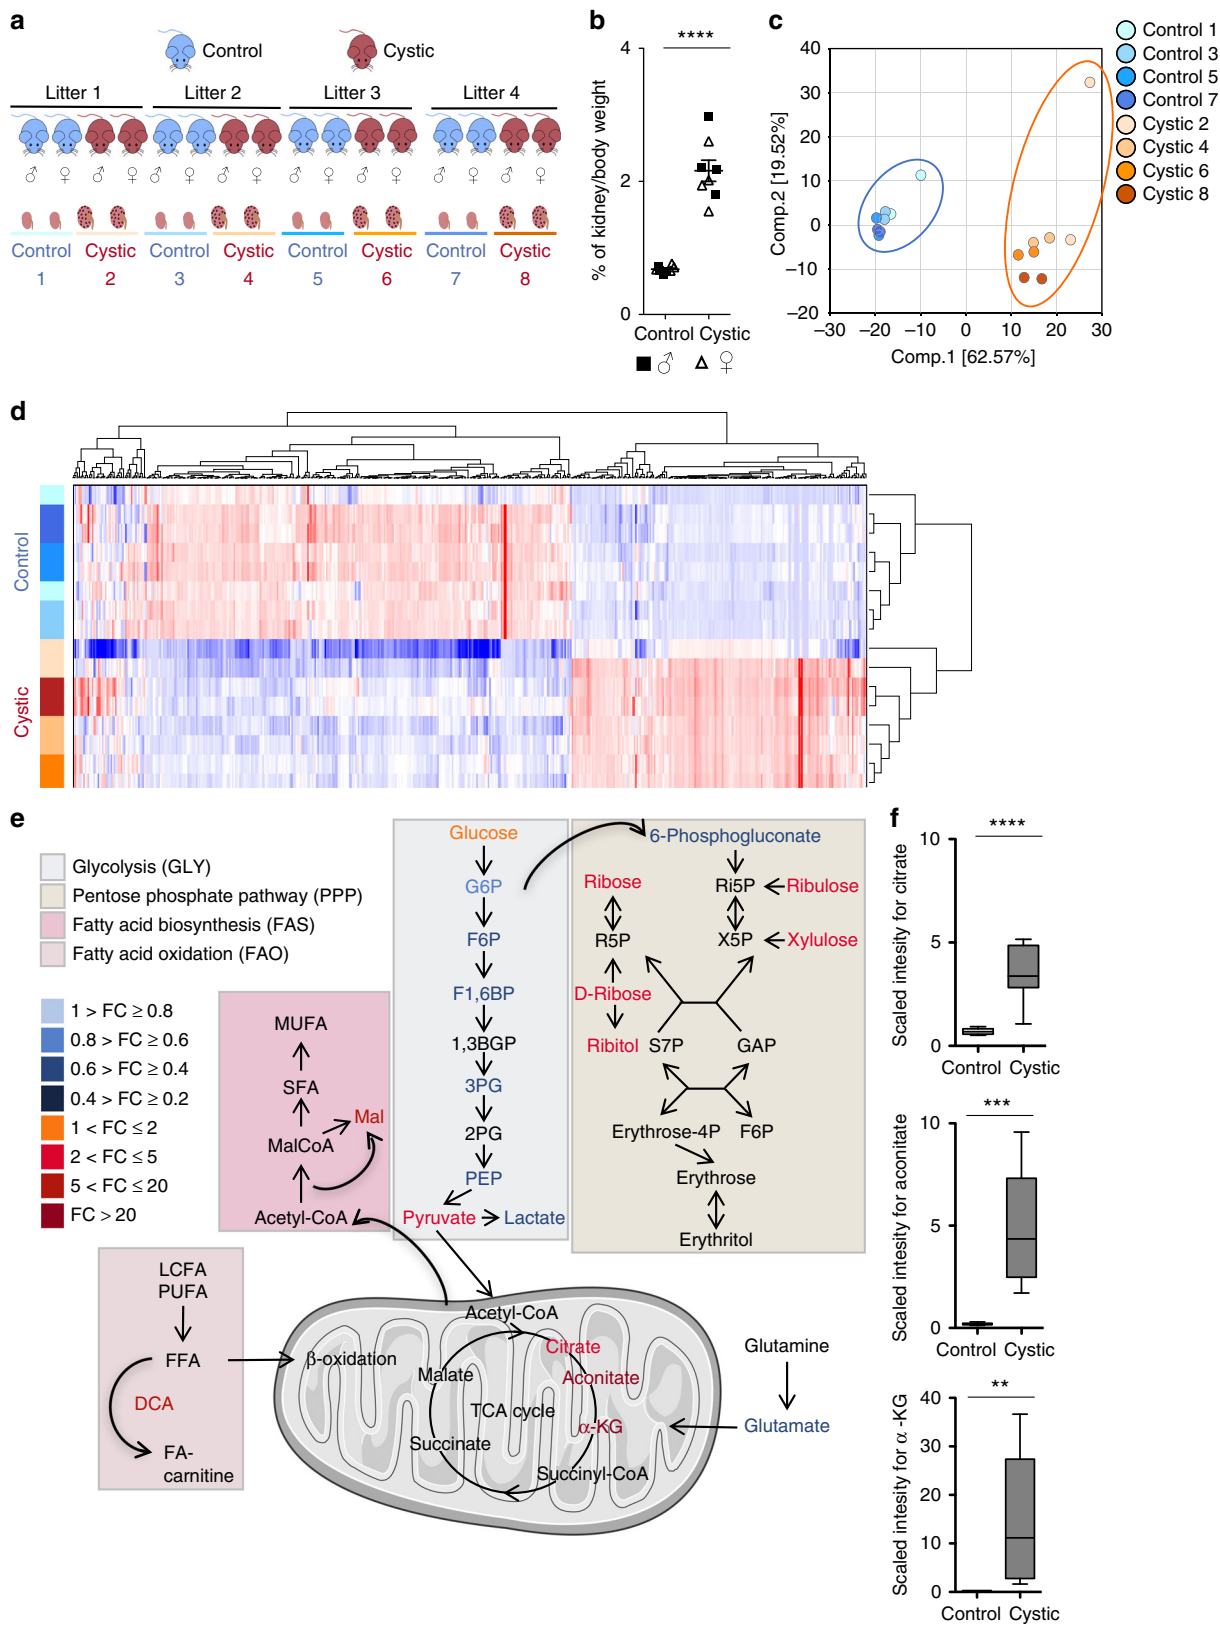 a
Control
Cystic
Litter 1
Litter 2
Litter 3
Litter 4
♂ ♀ ♂ ♀ ♂ ♀ ♂ ♀ ♂ ♀ ♂ ♀ ♂ ♀ ♂ ♀
Control Cystic Control Cystic Control Cystic Control Cystic
1 2 3 4 5 6 7 8
b
% of kidney/body weight
****
4
2
0
Control Cystic
♂ ♀
c
Comp.2 [19.52%]
40
30
20
10
0
–10
–20
–30 –20 –10 0 10 20 30
Comp.1 [62.57%]
Control 1
Control 3
Control 5
Control 7
Cystic 2
Cystic 4
Cystic 6
Cystic 8
d
Control
Cystic
e
Glycolysis (GLY)
Pentose phosphate pathway (PPP)
Fatty acid biosynthesis (FAS)
Fatty acid oxidation (FAO)
1 > FC ≥ 0.8
0.8 > FC ≥ 0.6
0.6 > FC ≥ 0.4
0.4 > FC ≥ 0.2
1 < FC ≤ 2
2 < FC ≤ 5
5 < FC ≤ 20
FC > 20
MUFA
SFA
Mal
MalCoA
Acetyl-CoA
Glucose
G6P
F6P
F1,6BP
1,3BGP
3PG
2PG
PEP
Pyruvate
Lactate
6-Phosphogluconate
Ribose
Ri5P
Ribulose
R5P
X5P
Xylulose
D-Ribose
Ribitol
S7P
GAP
Erythrose-4P
F6P
Erythrose
Erythritol
LCFA
PUFA
FFA
DCA
FA-
carnitine
β-oxidation
Acetyl-CoA
Citrate
Aconitate
α-KG
Succinyl-CoA
Succinate
Malate
TCA cycle
Glutamine
Glutamate
f
Scaled intesity for citrate
****
10
5
0
Control Cystic
Scaled intesity for aconitate
***
10
5
0
Control Cystic
Scaled intesity for α -KG
**
40
30
20
10
0
Control Cystic